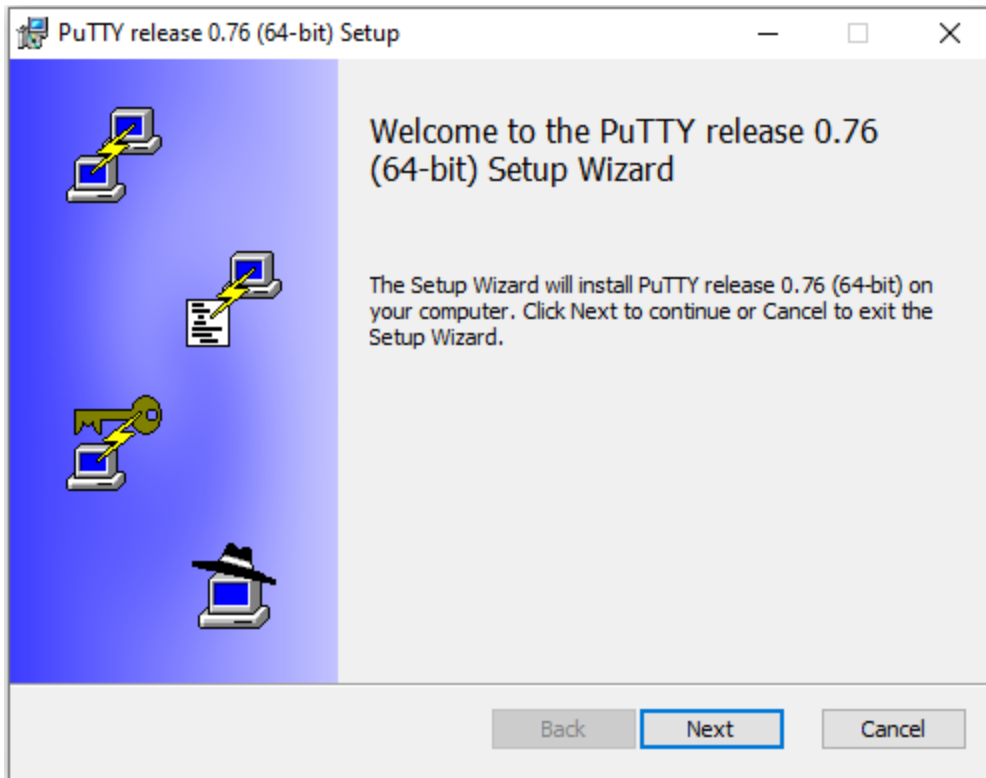 PuTTY release 0.76 (64-bit) Setup
Welcome to the PuTTY release 0.76
(64-bit) Setup Wizard
The Setup Wizard will install PuTTY release 0.76 (64-bit) on
your computer. Click Next to continue or Cancel to exit the
Setup Wizard.
Back
Next
Cancel